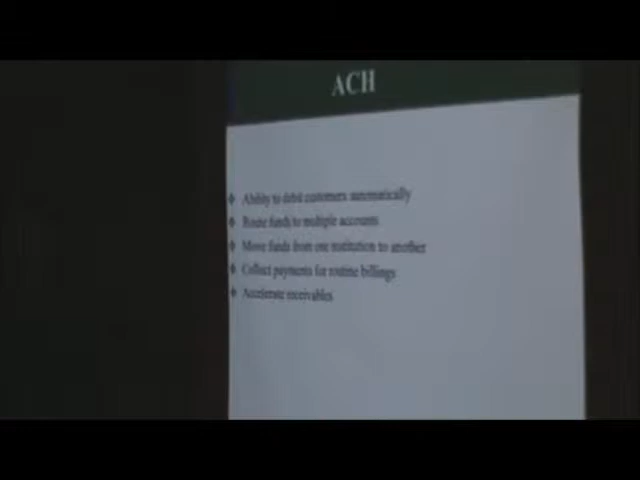 ACH
Ability to debit customers automatically
Route funds to multiple accounts
Move funds from one institution to another
Collect payments for routine billings
Accelerate receivables